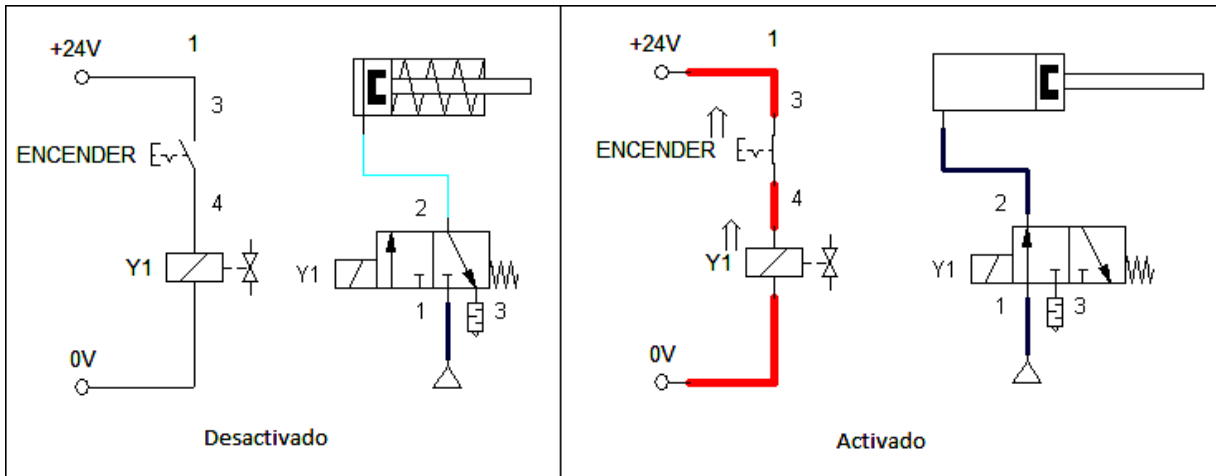 1
+24V
3
ENCENDER
4
2
Y1
Y1
1
3
0V
Desactivado
1
+24V
3
ENCENDER
4
2
Y1
Y1
1
3
0V
Activado